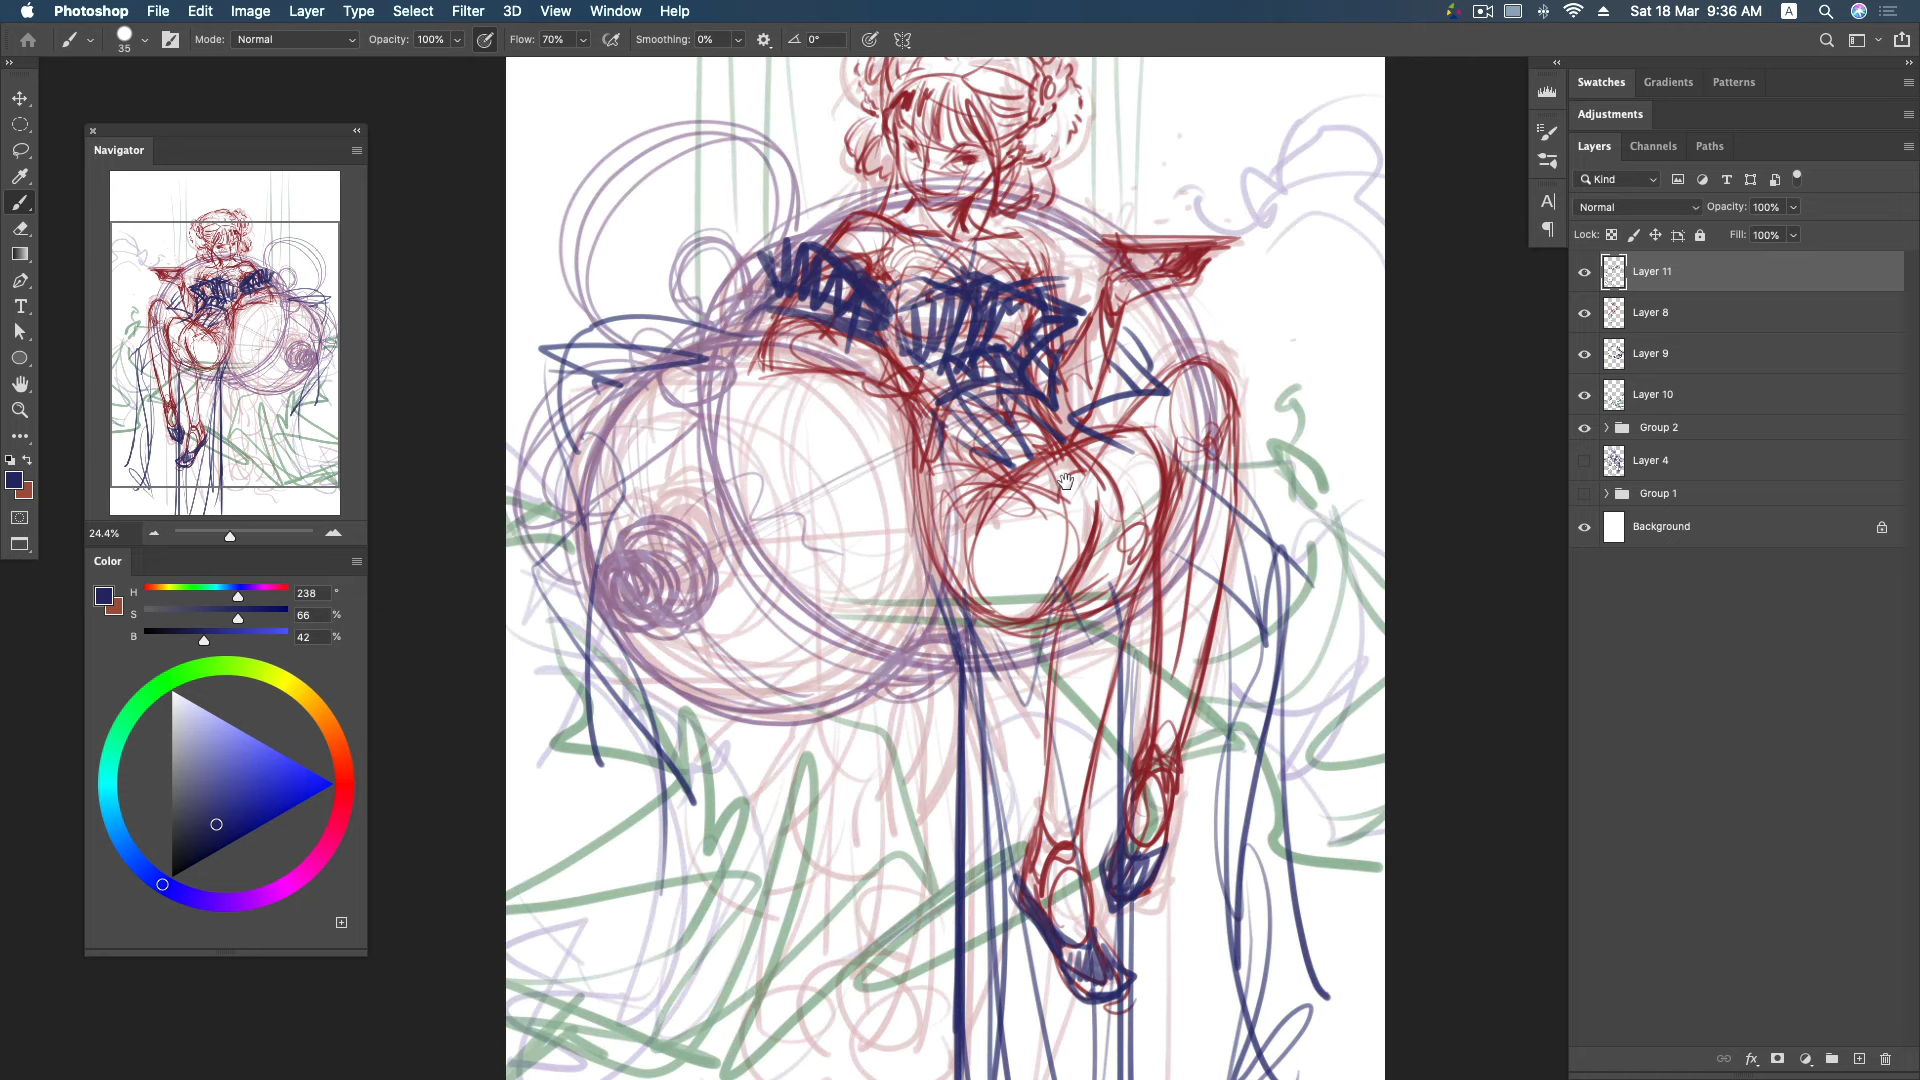 Photoshop File Edit Image Layer Type Select Filter 3D View Window Help Sat 18 Mar 9:36 AM A
35 Mode: Normal Opacity: 100% Flow: 70% Smoothing: 0% 0°
Navigator
24.4%
Color
H 238 °
S 66 %
B 42 %
T
A|
¶
Swatches Gradients Patterns
Adjustments
Layers Channels Paths
Kind T
Normal Opacity: 100%
Lock: Fill: 100%
Layer 11
Layer 8
Layer 9
Layer 10
Group 2
Layer 4
Group 1
Background
fx